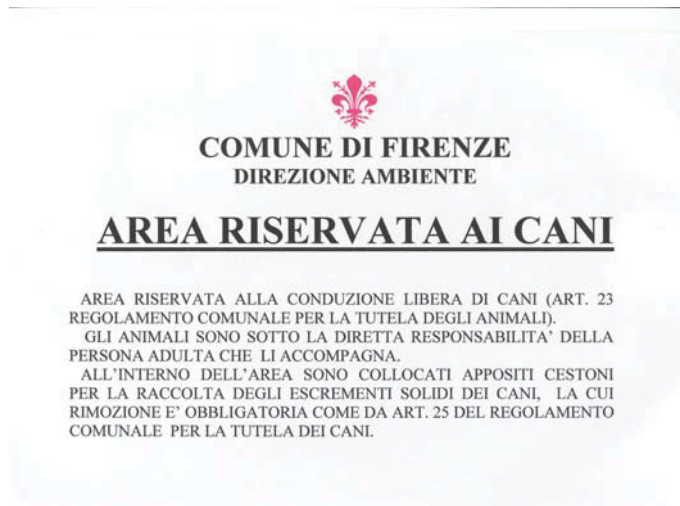 COMUNE DI FIRENZE
DIREZIONE AMBIENTE
AREA RISERVATA AI CANI
AREA RISERVATA ALLA CONDUZIONE LIBERA DI CANI (ART. 23
REGOLAMENTO COMUNALE PER LA TUTELA DEGLI ANIMALI).
GLI ANIMALI SONO SOTTO LA DIRETTA RESPONSABILITA' DELLA
PERSONA ADULTA CHE LI ACCOMPAGNA.
ALL'INTERNO DELL'AREA SONO COLLOCATI APPOSITI CESTONI
PER LA RACCOLTA DEGLI ESCREMENTI SOLIDI DEI CANI, LA CUI
RIMOZIONE E' OBBLIGATORIA COME DA ART. 25 DEL REGOLAMENTO
COMUNALE PER LA TUTELA DEI CANI.